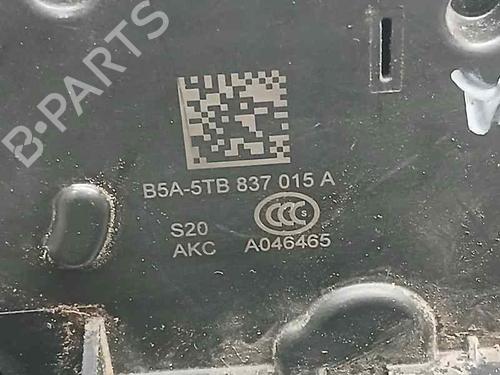 B-PARTS
B5A-5TB 837 015 A
S20
CCC S
AKC A046465